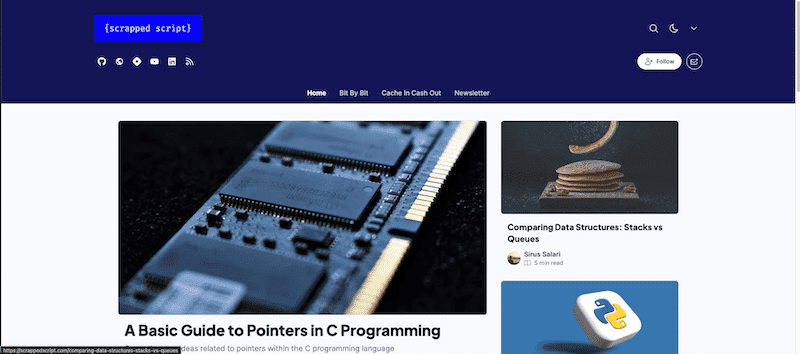 {scrapped script}
Follow
Home Bit By Bit Cache In Cash Out Newsletter
A Basic Guide to Pointers in C Programming
ideas related to pointers within the C programming language
Comparing Data Structures: Stacks vs
Queues
Sirus Salari
5 min read
https://scrappedscript.com/comparing-data-structures-stacks-vs-queues